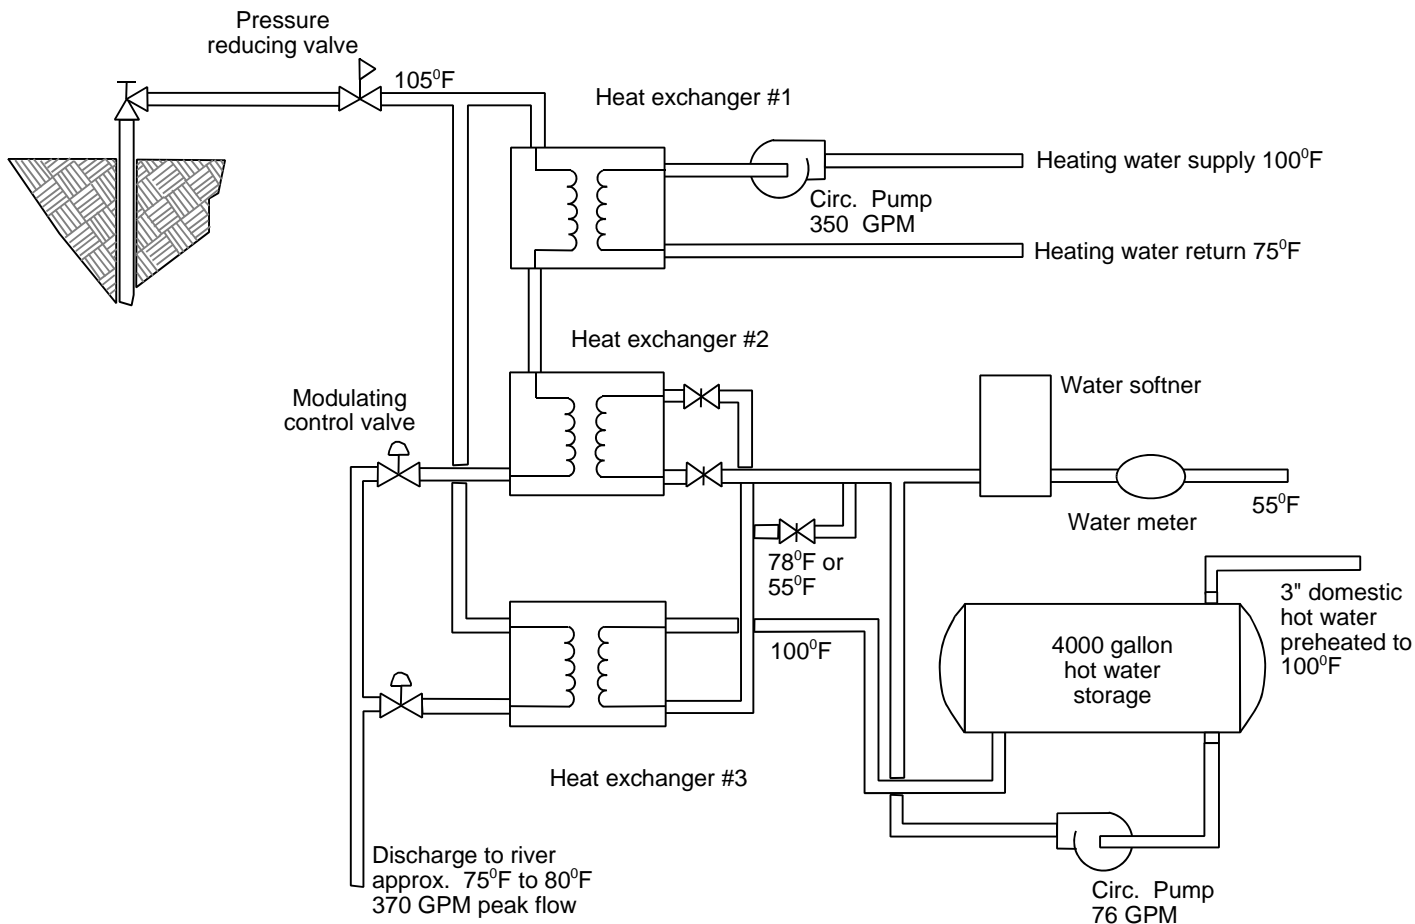 Pressure
reducing valve
105⁰F
Heat exchanger #1
Heating water supply 100⁰F
Circ. Pump
350 GPM
Heating water return 75⁰F
Heat exchanger #2
Modulating
control valve
Water softner
55⁰F
Water meter
78⁰F or
55⁰F
3" domestic
hot water
preheated to
100⁰F
100⁰F
4000 gallon
hot water
storage
Heat exchanger #3
Discharge to river
approx. 75⁰F to 80⁰F
370 GPM peak flow
Circ. Pump
76 GPM